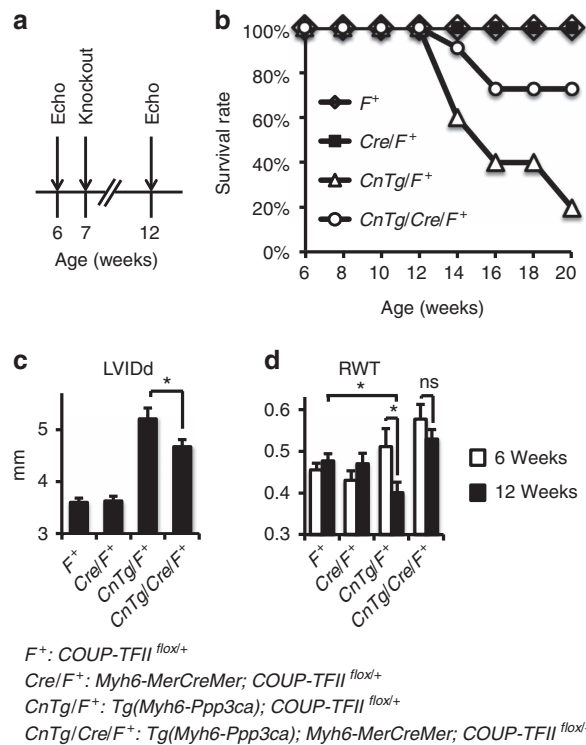 a
Echo
Knockout
Echo
6 7 12
Age (weeks)
b
Survival rate
100%
80%
60%
40%
20%
0%
F+
Cre/F+
CnTg/F+
CnTg/Cre/F+
6 8 10 12 14 16 18 20
Age (weeks)
c
LVIDd
*
mm
5
4
3
F+
Cre/F+
CnTg/F+
CnTg/Cre/F+
d
RWT
*
*
ns
0.6
0.5
0.4
0.3
F+
Cre/F+
CnTg/F+
CnTg/Cre/F+
6 Weeks
12 Weeks
F+: COUP-TFII flox/+
Cre/F+: Myh6-MerCreMer; COUP-TFII flox/+
CnTg/F+: Tg(Myh6-Ppp3ca); COUP-TFII flox/+
CnTg/Cre/F+: Tg(Myh6-Ppp3ca); Myh6-MerCreMer; COUP-TFII flox/